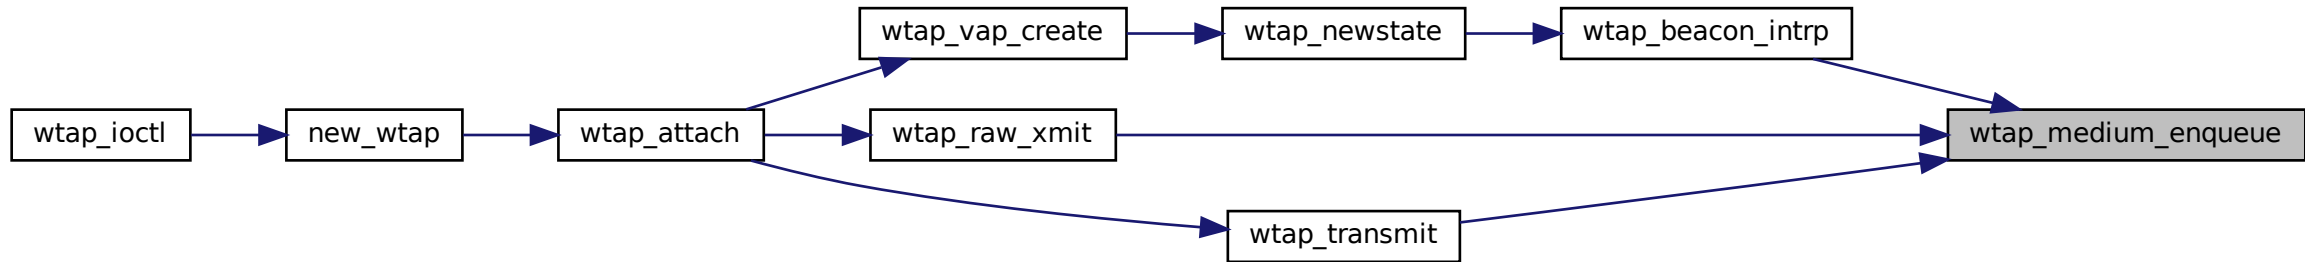 wtap_vap_create
wtap_newstate
wtap_beacon_intrp
wtap_ioctl
new_wtap
wtap_attach
wtap_raw_xmit
wtap_medium_enqueue
wtap_transmit